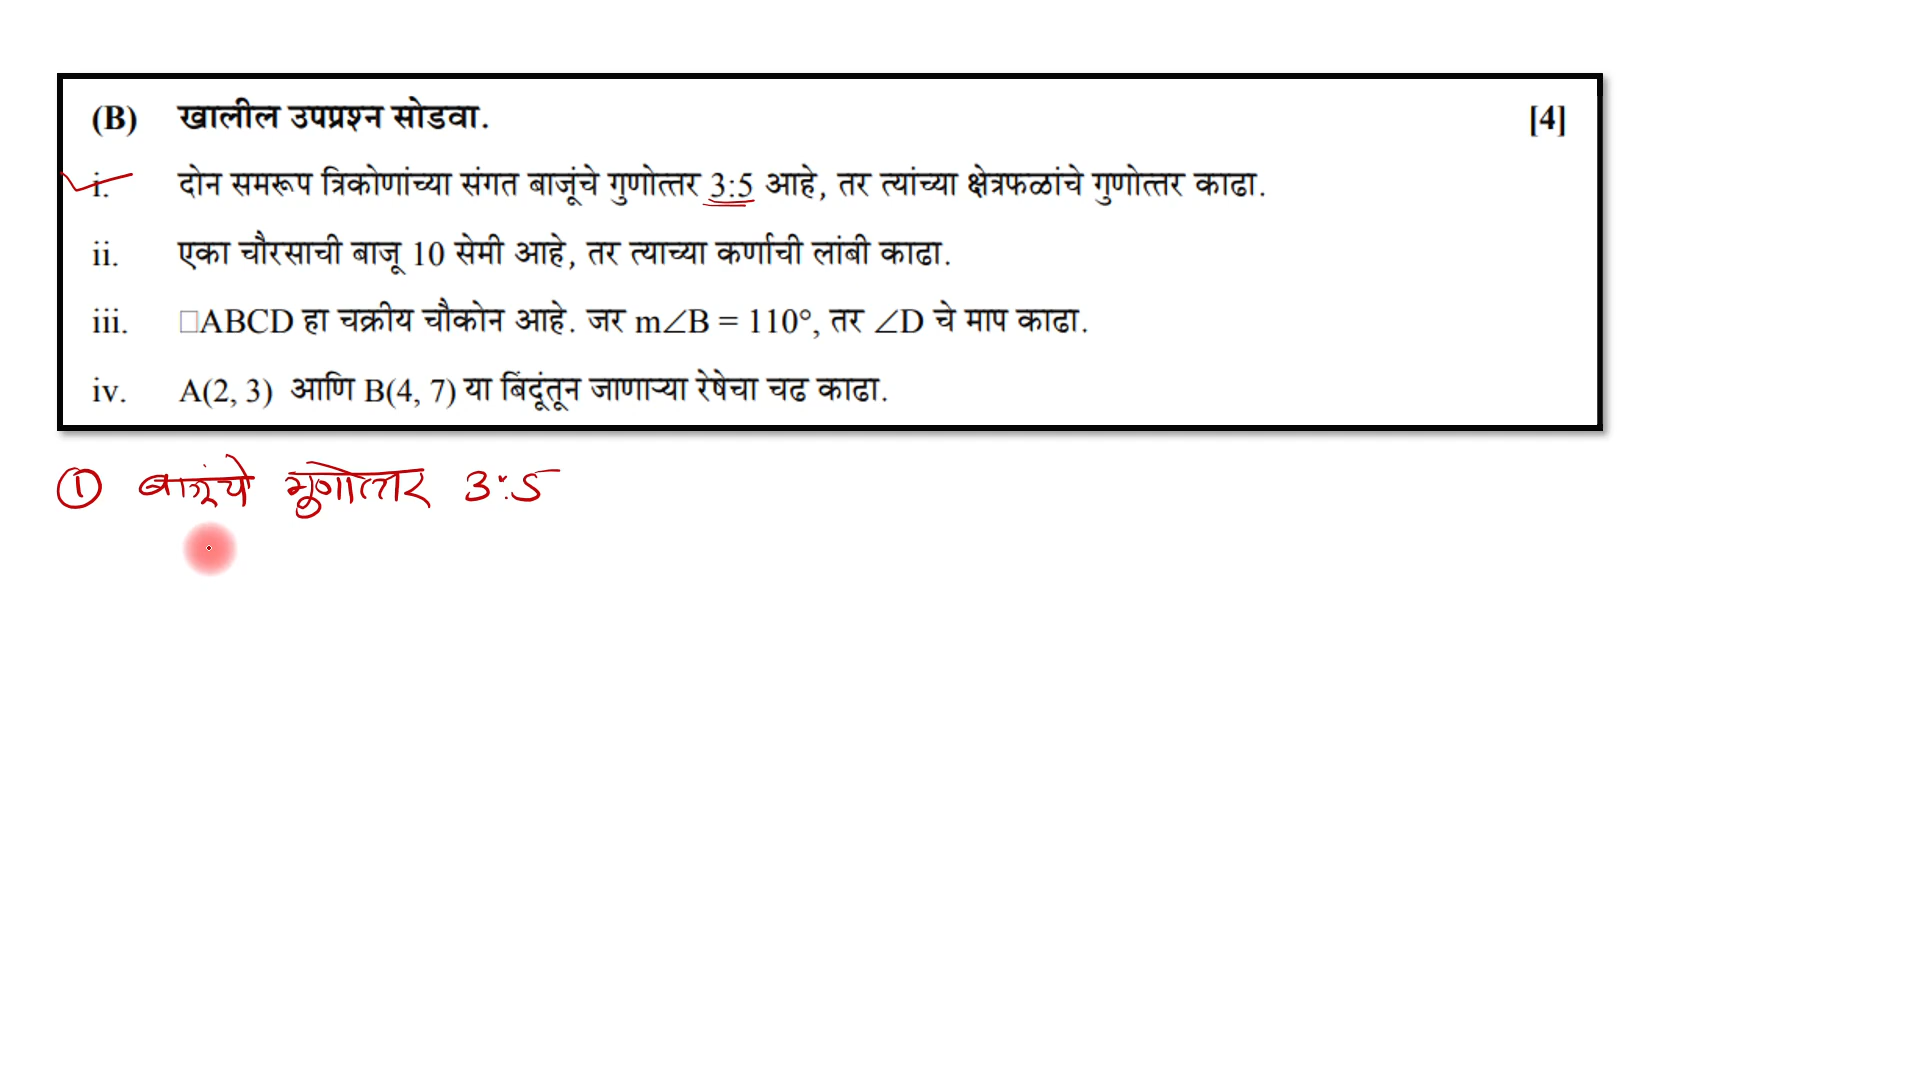 (B) खालील उपप्रश्न सोडवा. [4]
i. दोन समरूप त्रिकोणांच्या संगत बाजूंचे गुणोत्तर 3:5 आहे, तर त्यांच्या क्षेत्रफळांचे गुणोत्तर काढा.
ii. एका चौरसाची बाजू 10 सेमी आहे, तर त्याच्या कर्णाची लांबी काढा.
iii. □ABCD हा चक्रीय चौकोन आहे. जर m∠B = 110°, तर ∠D चे माप काढा.
iv. A(2, 3) आणि B(4, 7) या बिंदूंतून जाणाऱ्या रेषेचा चढ काढा.
① बाजूंचे गुणोत्तर 3:5